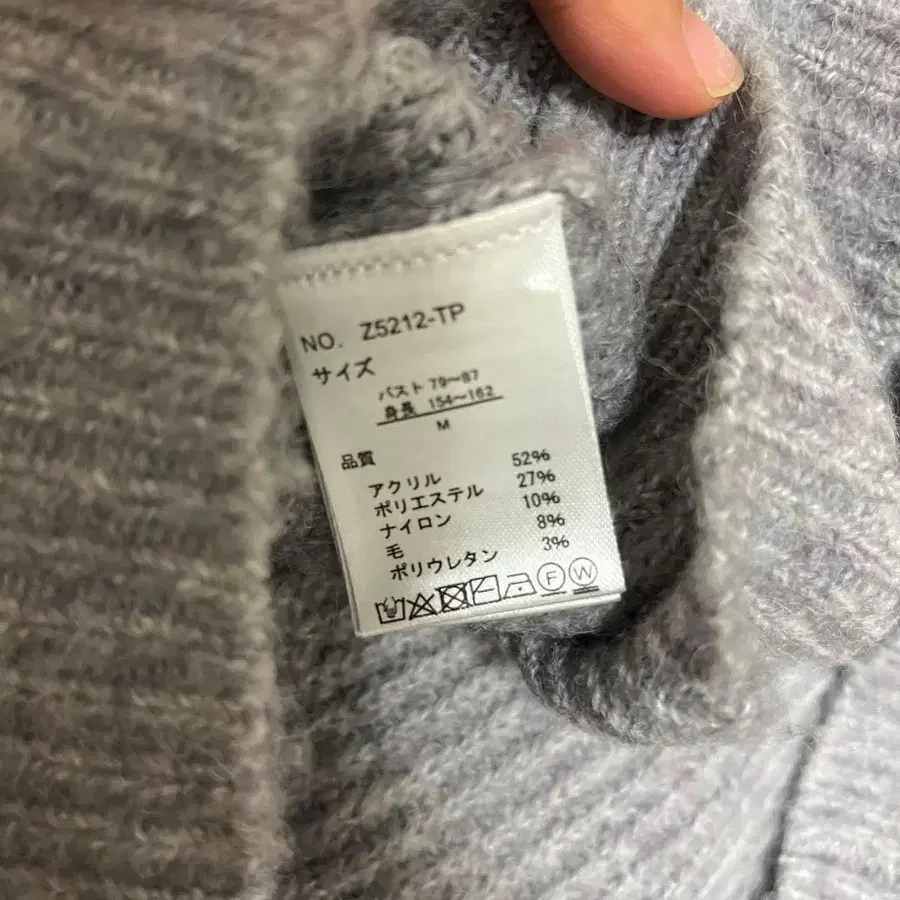 NO. Z5212-TP
サイズ
バスト 79~87
身長 154~162
M
品質
アクリル 52%
ポリエステル 27%
ナイロン 10%
毛 8%
ポリウレタン 3%
F W